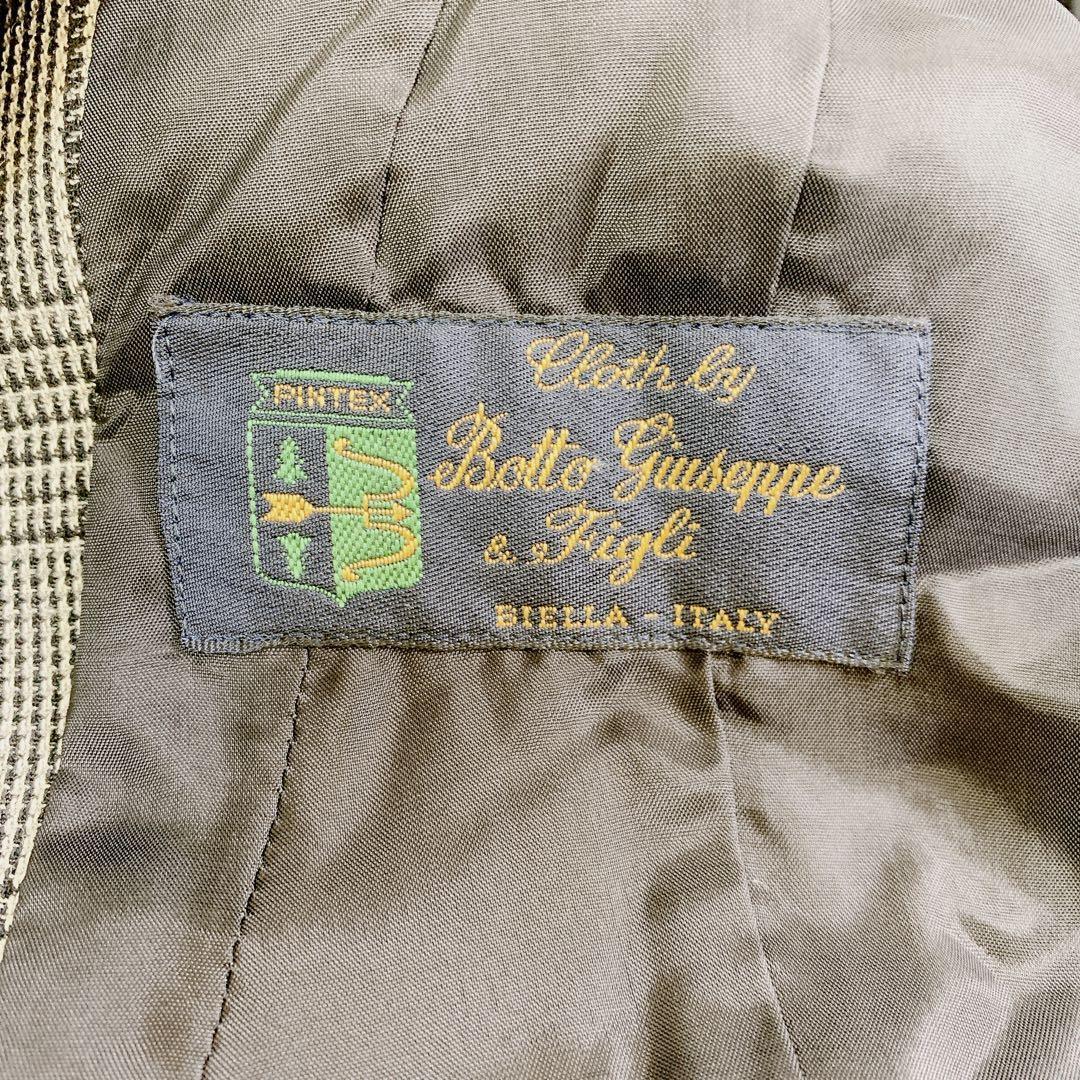 PINTEX
Cloth by
Botto Giuseppe
& Figli
BIELLA - ITALY